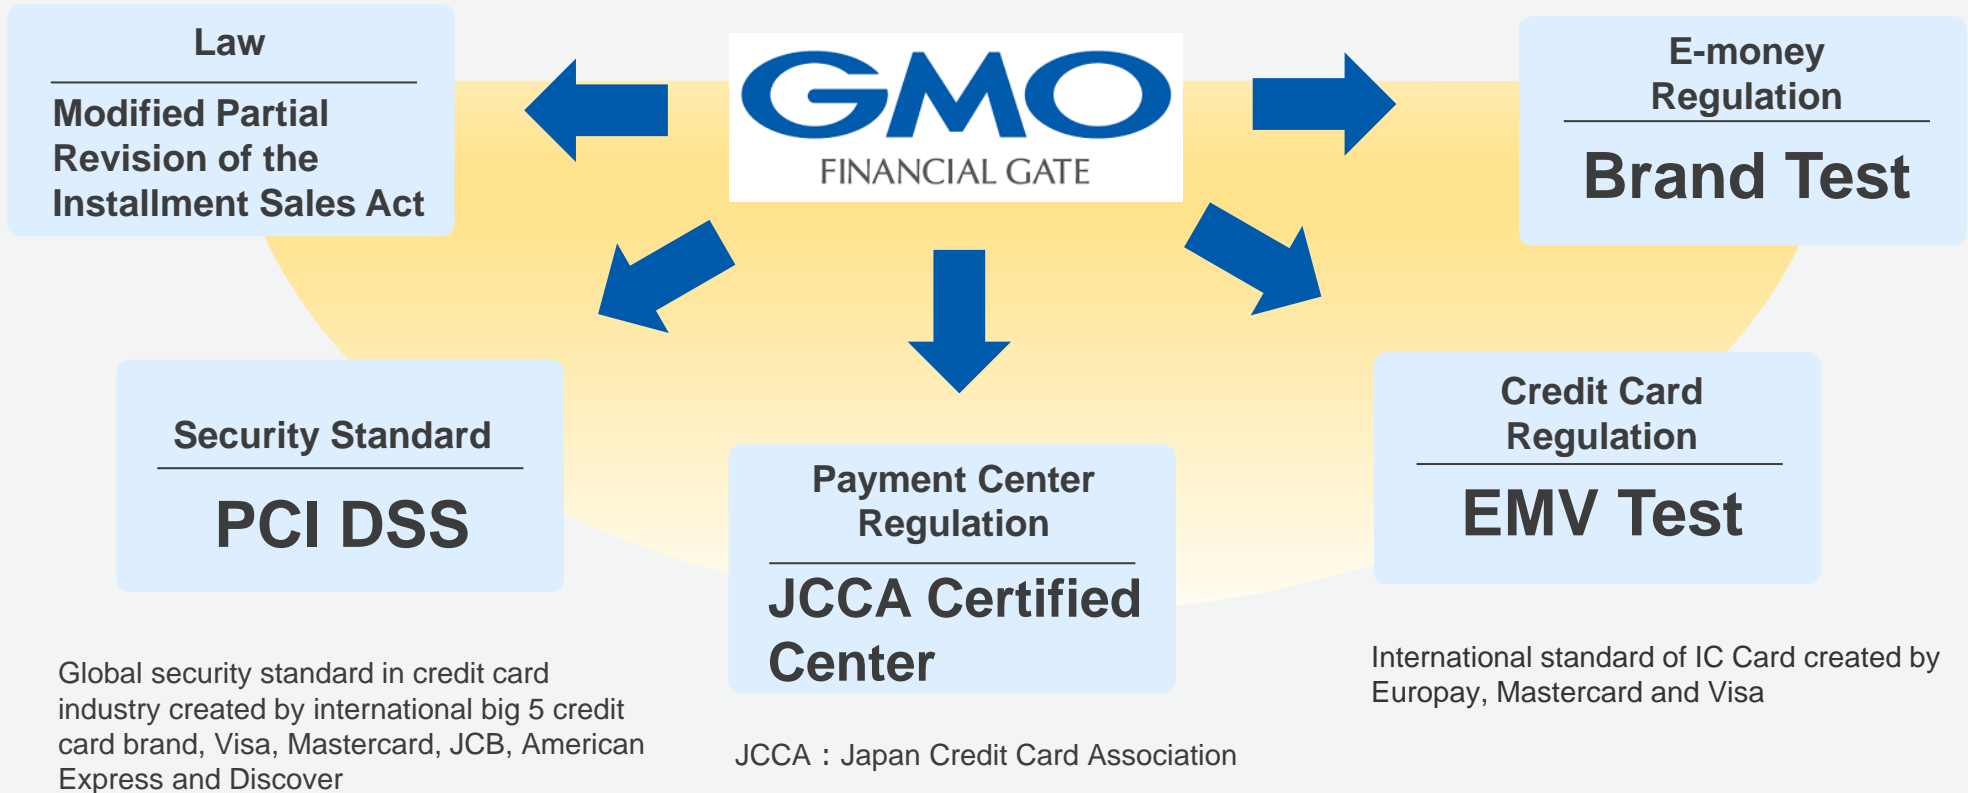 Law
Modified Partial
Revision of the
Installment Sales Act
GMO
FINANCIAL GATE
E-money
Regulation
Brand Test
Security Standard
PCI DSS
Payment Center
Regulation
JCCA Certified
Center
Credit Card
Regulation
EMV Test
Global security standard in credit card
industry created by international big 5 credit
card brand, Visa, Mastercard, JCB, American
Express and Discover
JCCA：Japan Credit Card Association
International standard of IC Card created by
Europay, Mastercard and Visa